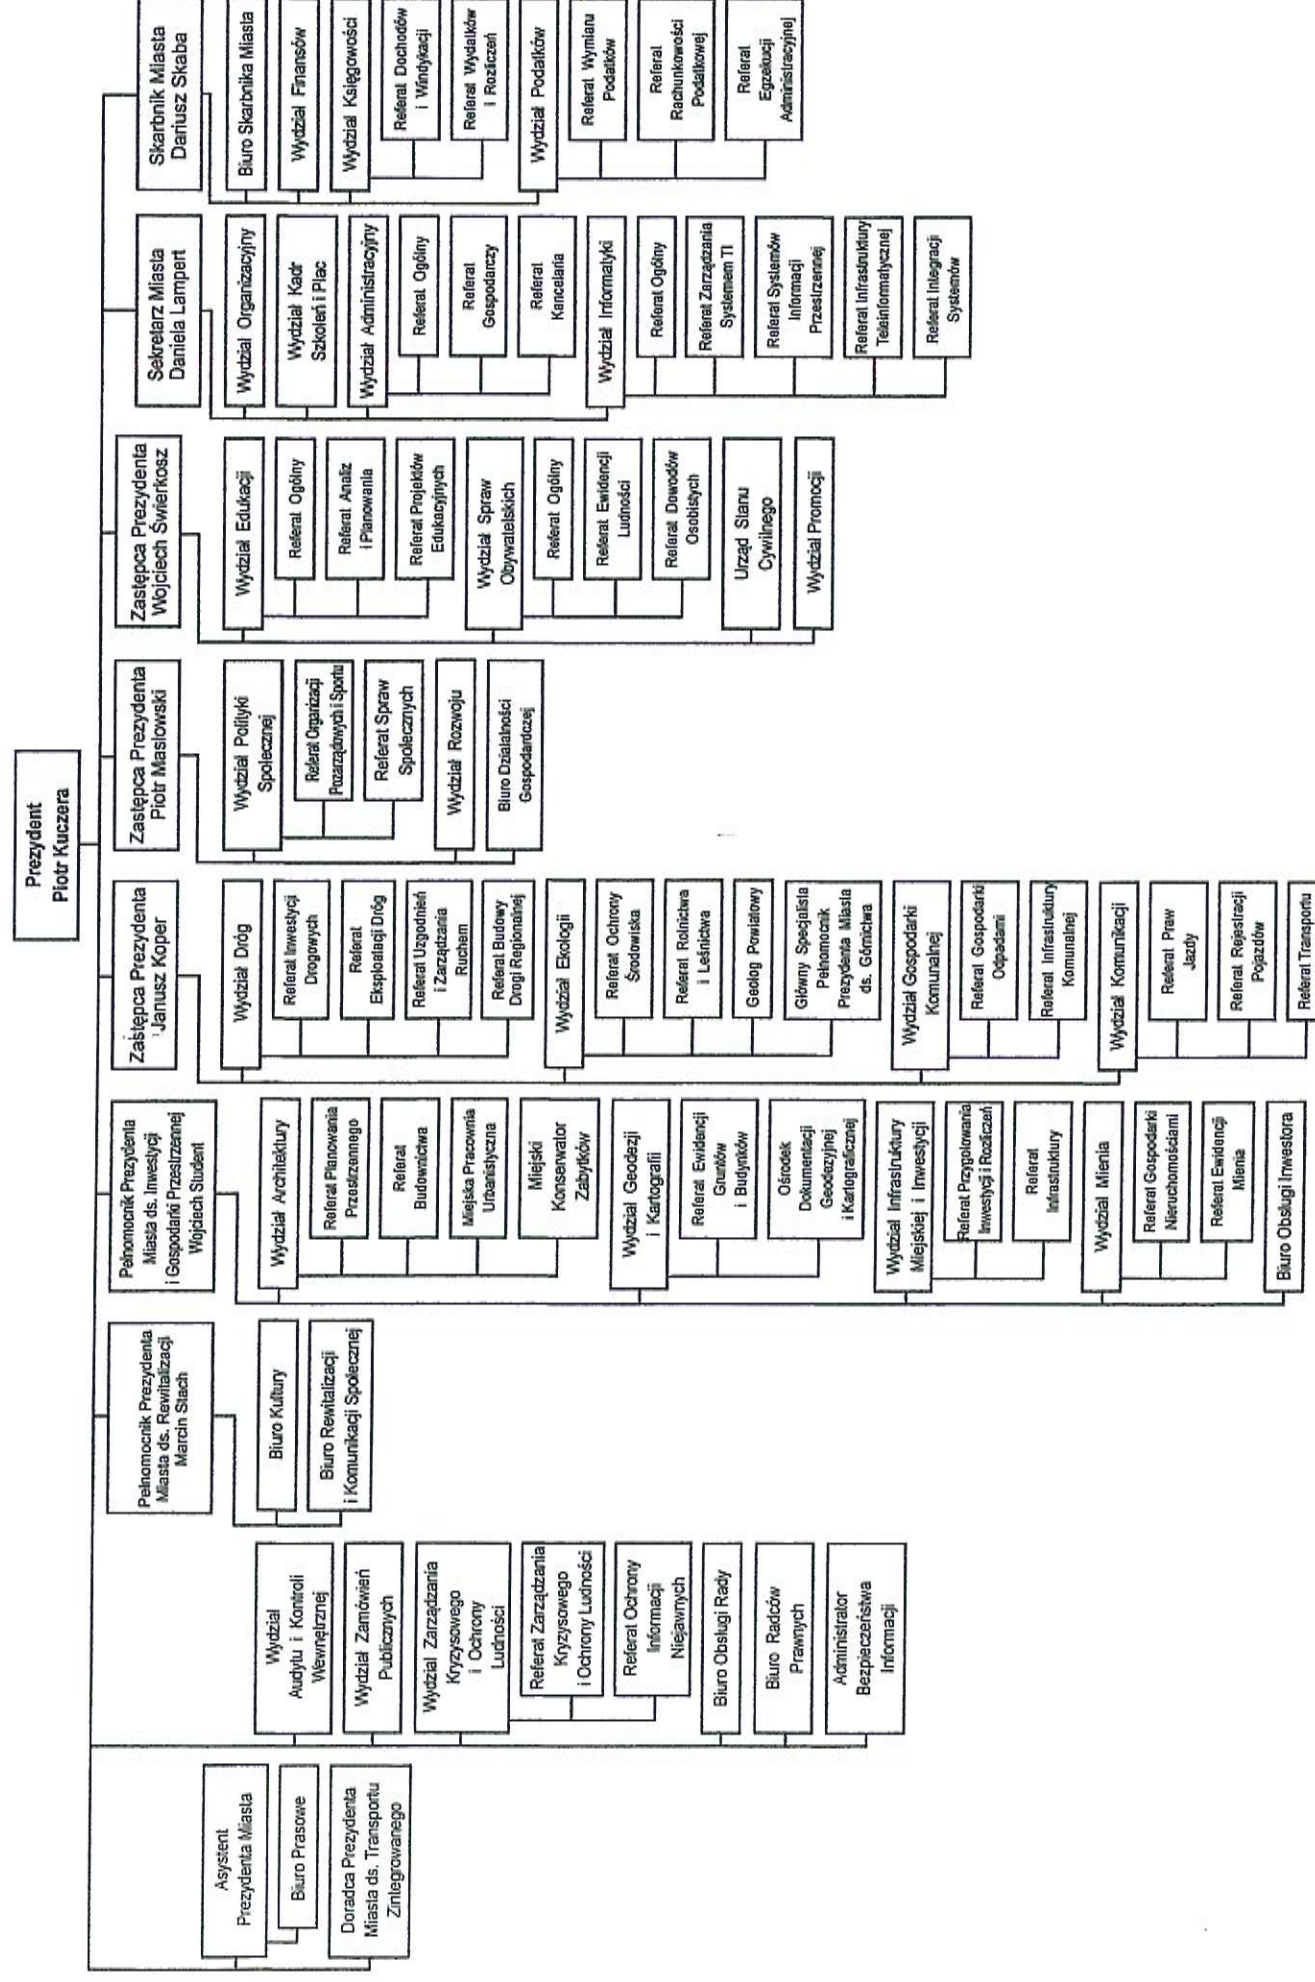 Prezydent
Piotr Kuczera
Asystent
Prezydenta Miasta
Biuro Prasowe
Doradca Prezydenta
Miasta ds. Transportu
Zintegrowanego
Wydział
Audytu i Kontroli
Wewnętrznej
Wydział Zamówień
Publicznych
Wydział Zarządzania
Kryzysowego
i Ochrony
Ludności
Referat Zarządzania
Kryzysowego
i Ochrony Ludności
Referat Ochrony
Informacji
Niejawnych
Biuro Obsługi Rady
Biuro Radców
Prawnych
Administrator
Bezpieczeństwa
Informacji
Pełnomocnik Prezydenta
Miasta ds. Rewitalizacji
Marcin Stach
Biuro Kultury
Biuro Rewitalizacji
i Komunikacji Społecznej
Pełnomocnik Prezydenta
Miasta ds. Inwestycji
i Gospodarki Przestrzennej
Wojciech Student
Wydział Architektury
Referat Planowania
Przestrzennego
Referat
Budownictwa
Miejska Pracownia
Urbanistyczna
Miejski
Konserwator
Zabytków
Wydział Geodezji
i Kartografii
Referat Ewidencji
Gruntów
i Budynków
Ośrodek
Dokumentacji
Geodezyjnej
i Kartograficznej
Wydział Infrastruktury
Miejskiej i Inwestycji
Referat Przygotowania
Inwestycji i Rozliczeń
Referat
Infrastruktury
Wydział Mienia
Referat Gospodarki
Nieruchomościami
Referat Ewidencji
Mienia
Biuro Obsługi Inwestora
Zastępca Prezydenta
Janusz Koper
Wydział Dróg
Referat Inwestycji
Drogowych
Referat
Eksploatacji Dróg
Referat Uzgodnień
i Zarządzania
Ruchem
Referat Budowy
Drogi Regionalnej
Wydział Ekologii
Referat Ochrony
Środowiska
Referat Rolnictwa
i Leśnictwa
Geolog Powiatowy
Główny Specjalista
Pełnomocnik
Prezydenta Miasta
ds. Górnictwa
Wydział Gospodarki
Komunalnej
Referat Gospodarki
Odpadami
Referat Infrastruktury
Komunalnej
Wydział Komunikacji
Referat Praw
Jazdy
Referat Rejestracji
Pojazdów
Referat Transportu
Zastępca Prezydenta
Piotr Masłowski
Wydział Polityki
Społecznej
Referat Organizacji
Pozarządowych i Sportu
Referat Spraw
Społecznych
Wydział Rozwoju
Biuro Działalności
Gospodardczej
Zastępca Prezydenta
Wojciech Świerkosz
Wydział Edukacji
Referat Ogólny
Referat Analiz
i Planowania
Referat Projektów
Edukacyjnych
Wydział Spraw
Obywatelskich
Referat Ogólny
Referat Ewidencji
Ludności
Referat Dowodów
Osobistych
Urząd Stanu
Cywilnego
Wydział Promocji
Sekretarz Miasta
Daniela Lampert
Wydział Organizacyjny
Wydział Kadr
Szkoleń i Płac
Wydział Administracyjny
Referat Ogólny
Referat
Gospodarczy
Referat
Kancelaria
Wydział Informatyki
Referat Ogólny
Referat Zarządzania
Systemem TI
Referat Systemów
Informacji
Przestrzennej
Referat Infrastruktury
Teleinformatycznej
Referat Integracji
Systemów
Skarbnik Miasta
Dariusz Skaba
Biuro Skarbnika Miasta
Wydział Finansów
Wydział Księgowości
Referat Dochodów
i Windykacji
Referat Wydatków
i Rozliczeń
Wydział Podatków
Referat Wymiaru
Podatków
Referat
Rachunkowości
Podatkowej
Referat
Egzekucji
Administracyjnej